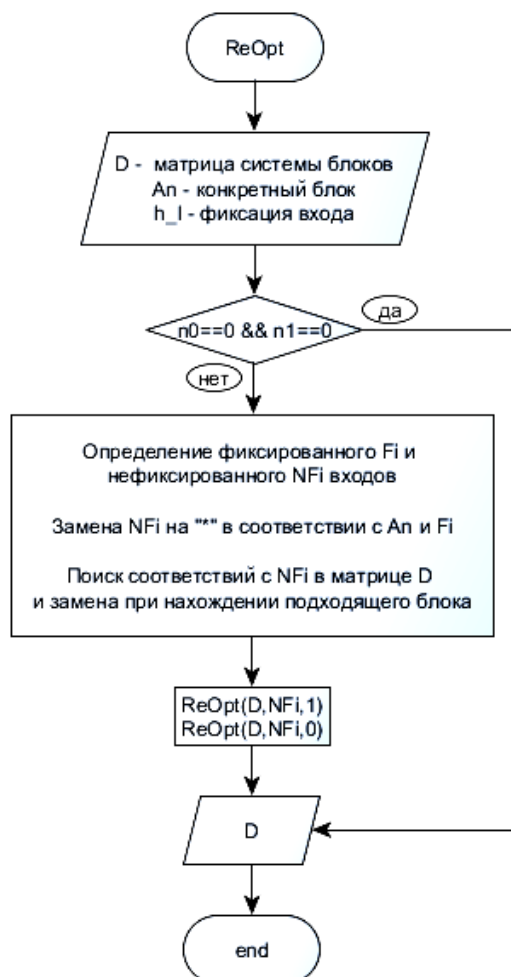 ReOpt
D - матрица системы блоков
An - конкретный блок
h_l - фиксация входа
n0==0 && n1==0
да
нет
Определение фиксированного Fi и
нефиксированного NFi входов
Замена NFi на "*" в соответствии с An и Fi
Поиск соответствий с NFi в матрице D
и замена при нахождении подходящего блока
ReOpt(D,NFi,1)
ReOpt(D,NFi,0)
D
end